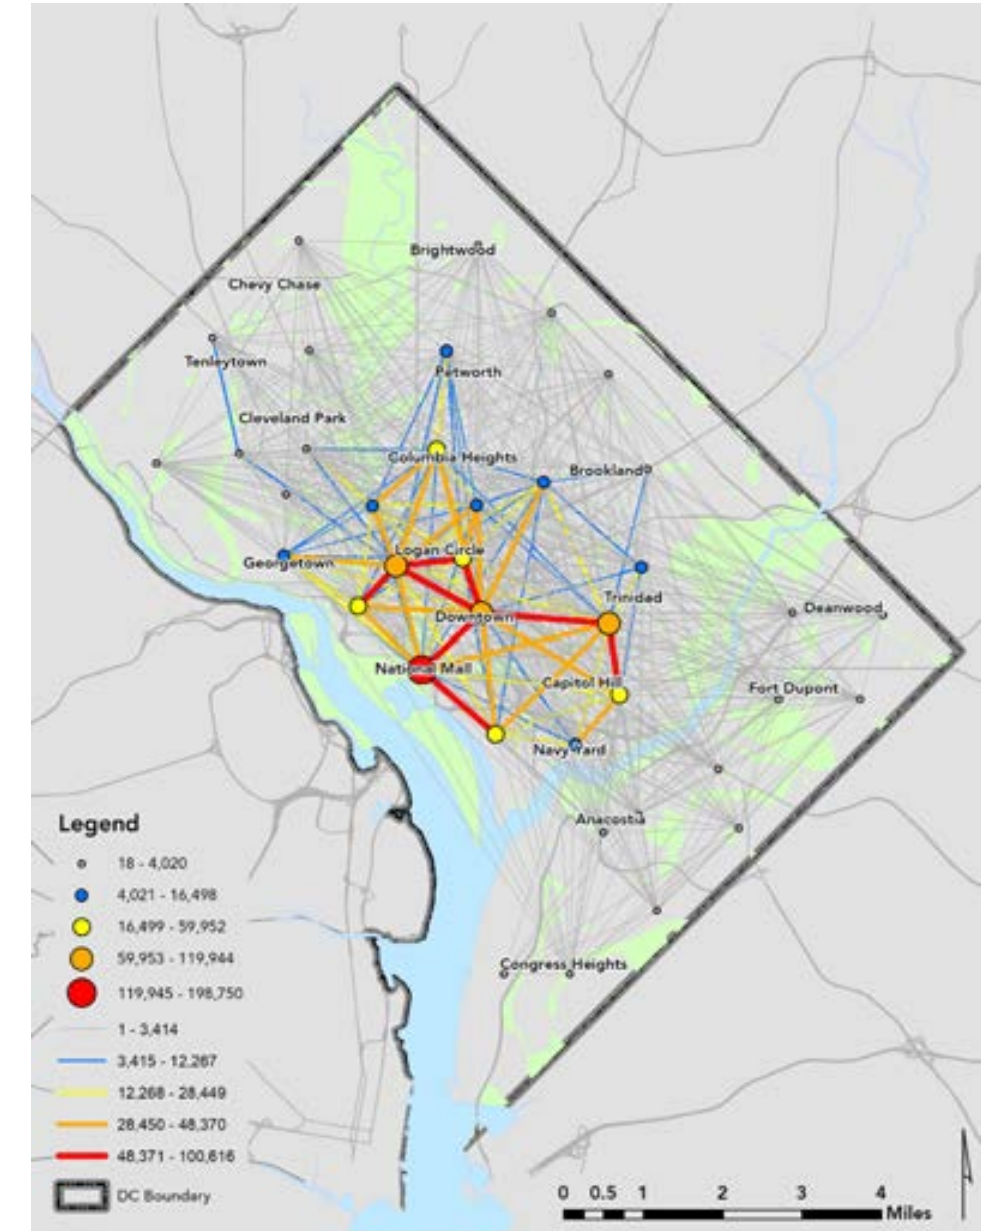 Brightwood
Chevy Chase
Tenleytown
Petworth
Cleveland Park
Columbia Heights
Brookland
Logan Circle
Georgetown
Trinidad
Deanwood
Downtown
National Mall
Capitol Hill
Fort Dupont
Navy Yard
Anacostia
Congress Heights
Legend
18 - 4,020
4,021 - 16,498
16,499 - 59,952
59,953 - 119,944
119,945 - 198,750
1 - 3,414
3,415 - 12,267
12,268 - 28,449
28,450 - 48,370
48,371 - 100,616
DC Boundary
0 0.5 1 2 3 4
Miles